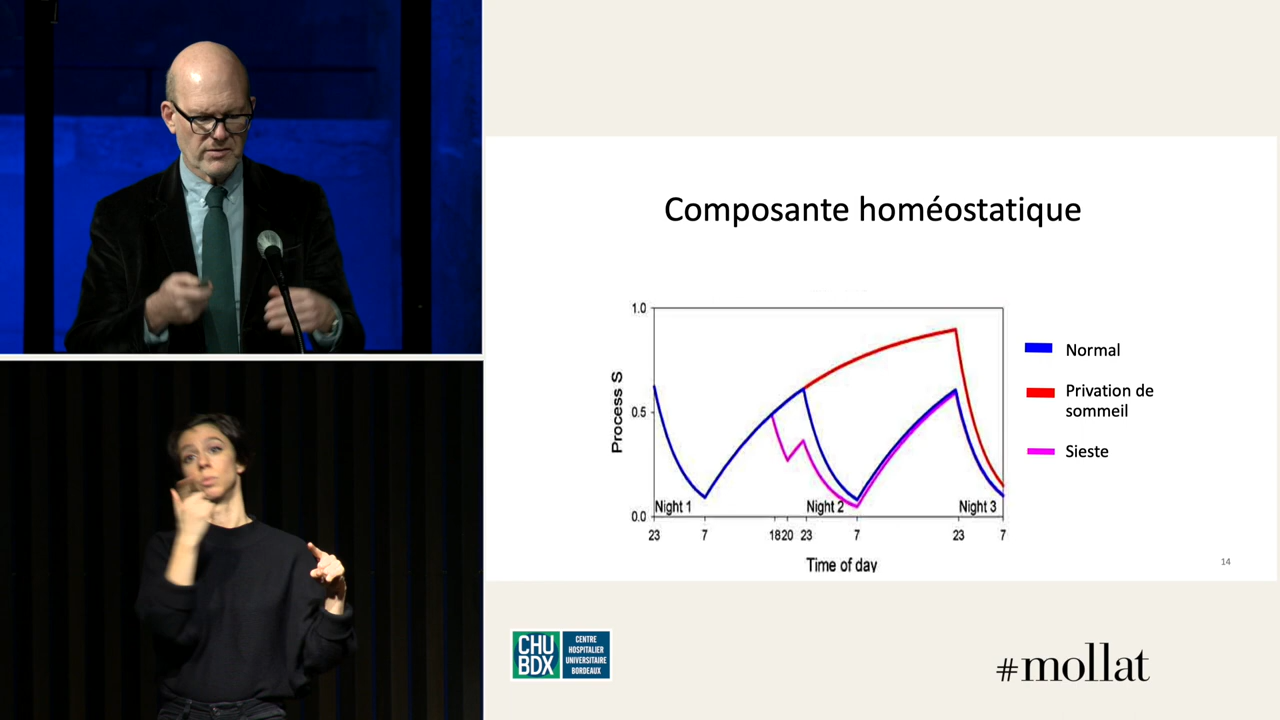 Composante homéostatique
1.0
0.5
0.0
Process S
Night 1
Night 2
Night 3
23
7
18
20
23
7
23
7
Time of day
Normal
Privation de
sommeil
Sieste
14
CHU
BDX
CENTRE
HOSPITALIER
UNIVERSITAIRE
BORDEAUX
#mollat